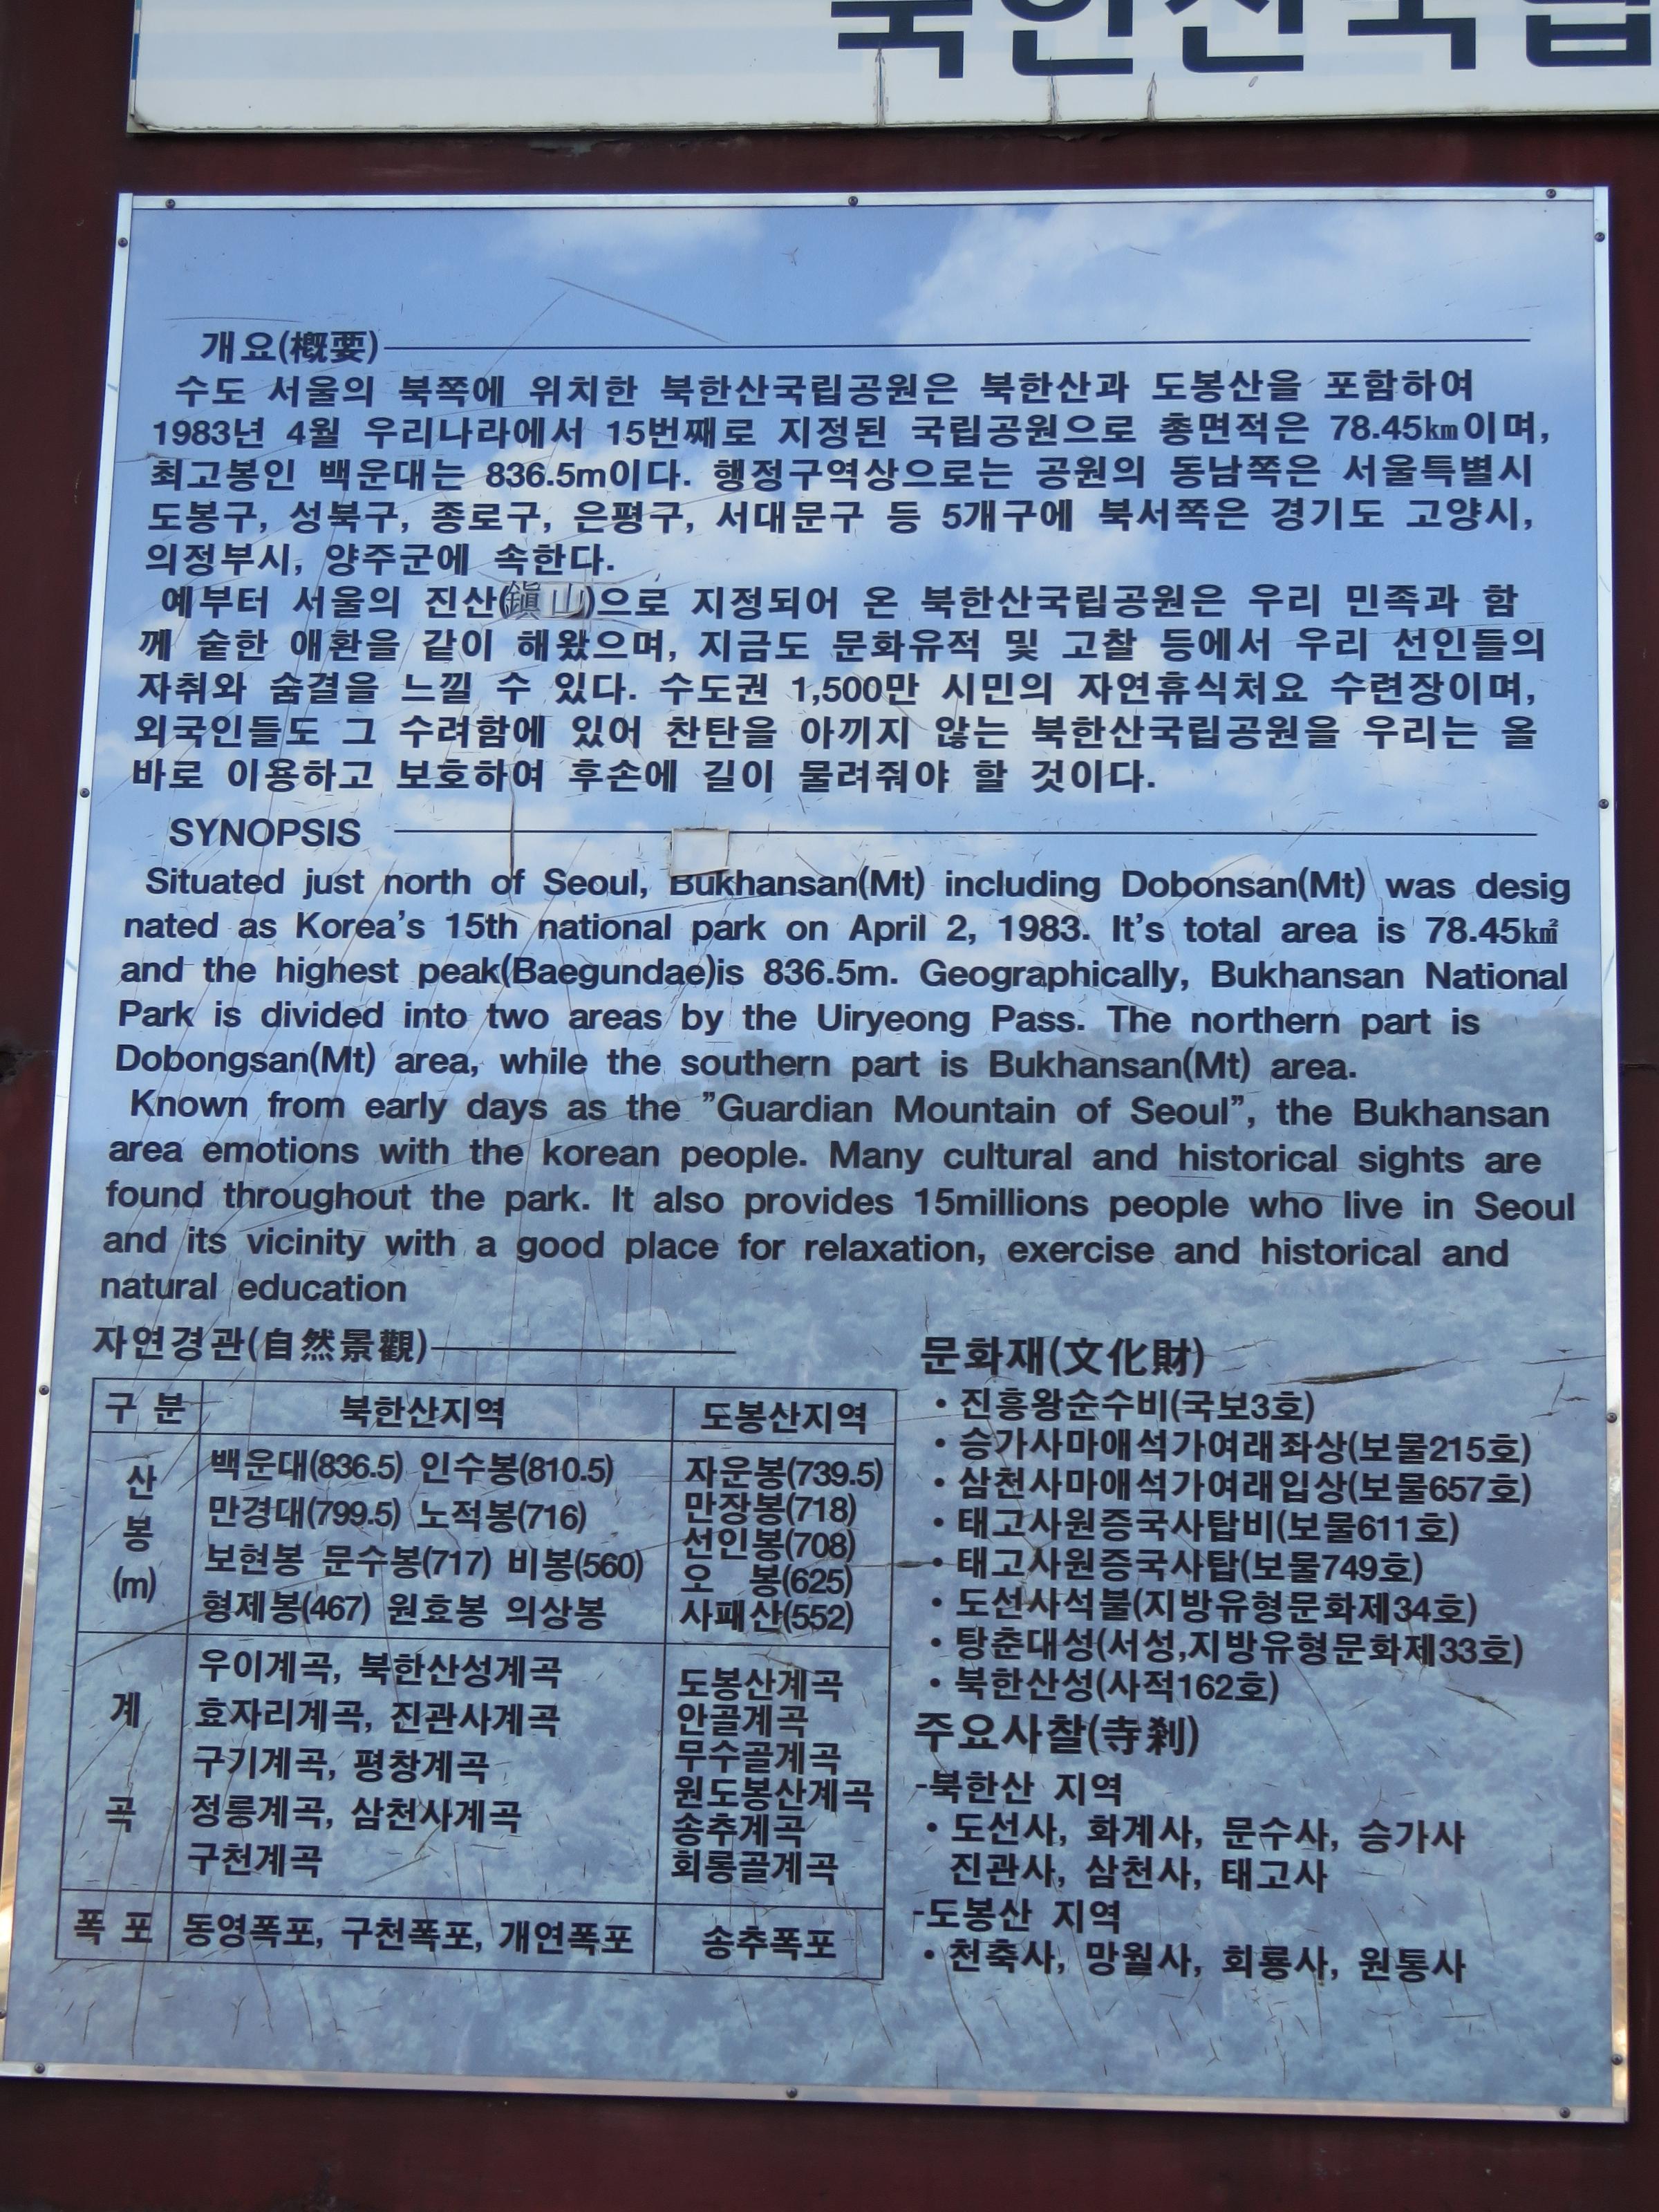 북한산국립
개요(槪要)
수도 서울의 북쪽에 위치한 북한산국립공원은 북한산과 도봉산을 포함하여
1983년 4월 우리나라에서 15번째로 지정된 국립공원으로 총면적은 78.45㎞이며,
최고봉인 백운대는 836.5m이다. 행정구역상으로는 공원의 동남쪽은 서울특별시
도봉구, 성북구, 종로구, 은평구, 서대문구 등 5개구에 북서쪽은 경기도 고양시,
의정부시, 양주군에 속한다.
예부터 서울의 진산(鎭山)으로 지정되어 온 북한산국립공원은 우리 민족과 함
께 숱한 애환을 같이 해왔으며, 지금도 문화유적 및 고찰 등에서 우리 선인들의
자취와 숨결을 느낄 수 있다. 수도권 1,500만 시민의 자연휴식처요 수련장이며,
외국인들도 그 수려함에 있어 찬탄을 아끼지 않는 북한산국립공원을 우리는 올
바로 이용하고 보호하여 후손에 길이 물려줘야 할 것이다.
SYNOPSIS
Situated just north of Seoul, Bukhansan(Mt) including Dobonsan(Mt) was desig
nated as Korea's 15th national park on April 2, 1983. It's total area is 78.45㎢
and the highest peak(Baegundae)is 836.5m. Geographically, Bukhansan National
Park is divided into two areas by the Uiryeong Pass. The northern part is
Dobongsan(Mt) area, while the southern part is Bukhansan(Mt) area.
Known from early days as the "Guardian Mountain of Seoul", the Bukhansan
area emotions with the korean people. Many cultural and historical sights are
found throughout the park. It also provides 15millions people who live in Seoul
and its vicinity with a good place for relaxation, exercise and historical and
natural education
자연경관(自然景觀)
구 분 북한산지역 도봉산지역
산봉(m)
백운대(836.5) 인수봉(810.5)
만경대(799.5) 노적봉(716)
보현봉 문수봉(717) 비봉(560)
형제봉(467) 원효봉 의상봉
자운봉(739.5)
만장봉(718)
선인봉(708)
오 봉(625)
사패산(552)
계곡
우이계곡, 북한산성계곡
효자리계곡, 진관사계곡
구기계곡, 평창계곡
정릉계곡, 삼천사계곡
구천계곡
도봉산계곡
안골계곡
무수골계곡
원도봉산계곡
송추계곡
회룡골계곡
폭 포 동영폭포, 구천폭포, 개연폭포 송추폭포
문화재(文化財)
・진흥왕순수비(국보3호)
・승가사마애석가여래좌상(보물215호)
・삼천사마애석가여래입상(보물657호)
・태고사원증국사탑비(보물611호)
・태고사원증국사탑(보물749호)
・도선사석불(지방유형문화제34호)
・탕춘대성(서성,지방유형문화제33호)
・북한산성(사적162호)
주요사찰(寺刹)
-북한산 지역
・도선사, 화계사, 문수사, 승가사
진관사, 삼천사, 태고사
-도봉산 지역
・천축사, 망월사, 회룡사, 원통사